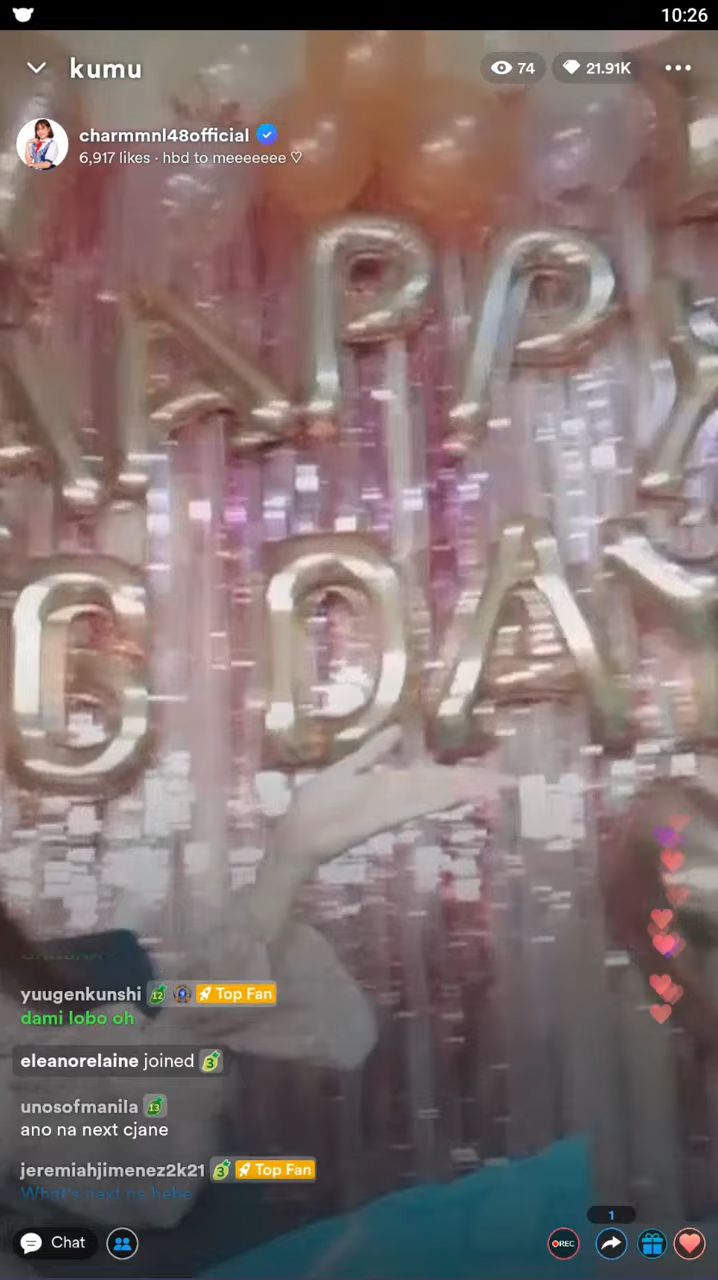 10:26
kumu
74
21.91K
charmmnl48official
6,917 likes · hbd to meeeeeee ♡
APPY
G DAY
yuugenkunshi 12 Top Fan
dami lobo oh
eleanorelaine joined 3
unosofmanila 13
ano na next cjane
jeremiahjimenez2k21 3 Top Fan
What's next na bebe
1
Chat
REC